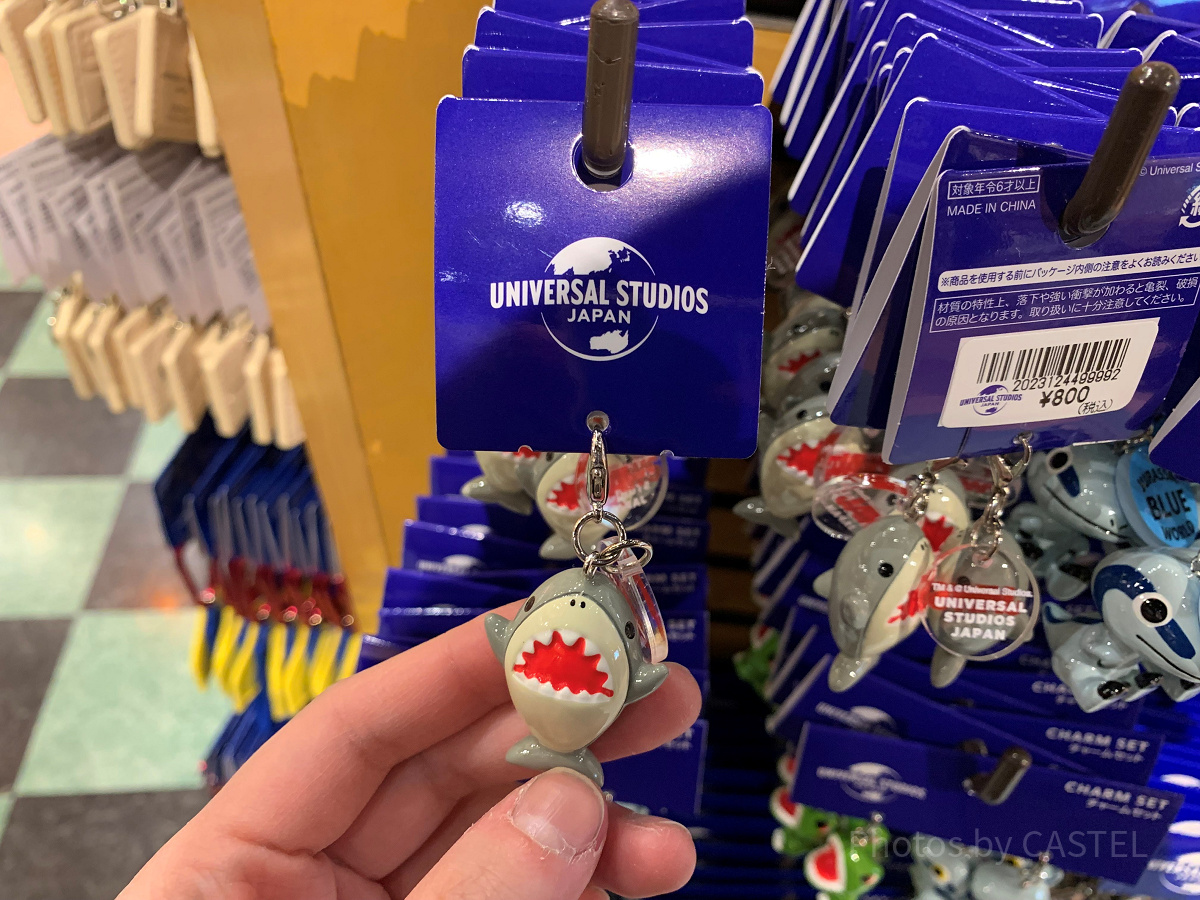 UNIVERSAL STUDIOS
JAPAN
© Universal S
対象年令6才以上
MADE IN CHINA
※商品を使用する前にパッケージ内側の注意をよくお読みくださ
材質の特性上、落下や強い衝撃が加わると亀裂、破損
の原因となります。取り扱いに十分注意してください。
2023124499992
UNIVERSAL STUDIOS
JAPAN
¥800
(税込)
TM & © Universal Studios.
UNIVERSAL
STUDIOS
JAPAN
BLUE
WORLD
CHARM SET
チャームセット
CHARM SET
チャームセット
Photos by CASTEL